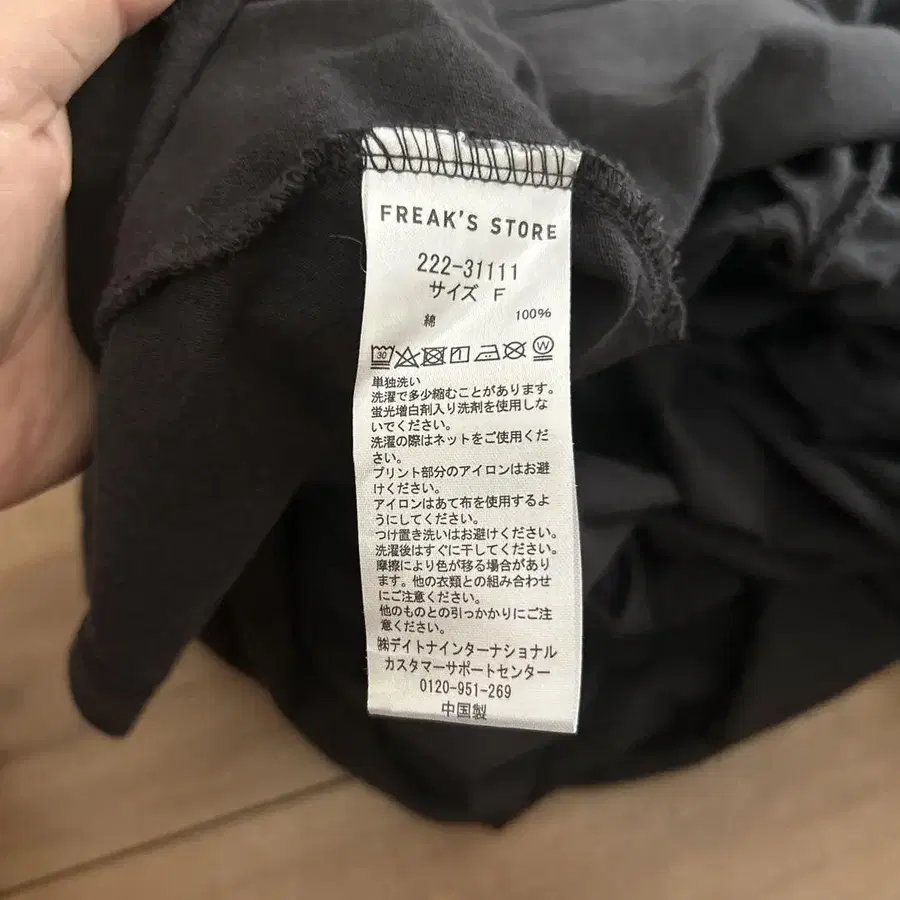 FREAK'S STORE
222-31111
サイズ F
綿 100%
30 W
単独洗い
洗濯で多少縮むことがあります。
蛍光増白剤入り洗剤を使用しな
いでください。
洗濯の際はネットをご使用くだ
さい。
プリント部分のアイロンはお避
けください。
アイロンはあて布を使用するよ
うにしてください。
つけ置き洗いはお避けください。
洗濯後はすぐに干してください。
摩擦により色が移る場合があり
ます。他の衣類との組み合わせ
にご注意ください。
他のものとの引っかかりにご注
意ください。
㈱デイトナインターナショナル
カスタマーサポートセンター
0120-951-269
中国製